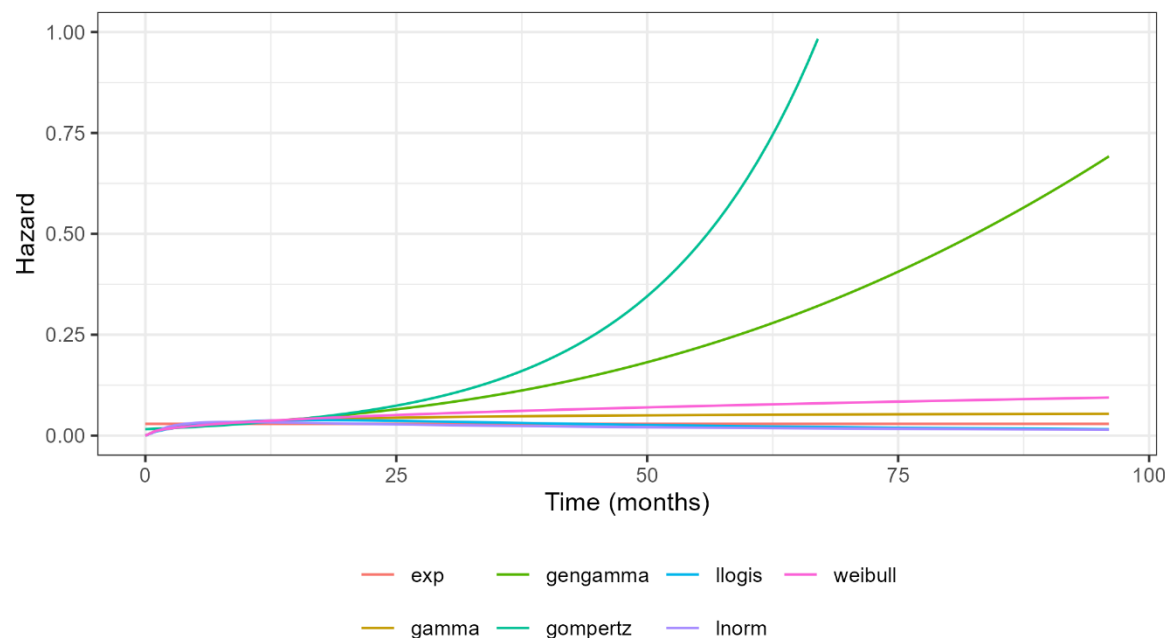 1.00
0.75
0.50
0.25
0.00
Hazard
0 25 50 75 100
Time (months)
exp gengamma llogis weibull
gamma gompertz lnorm